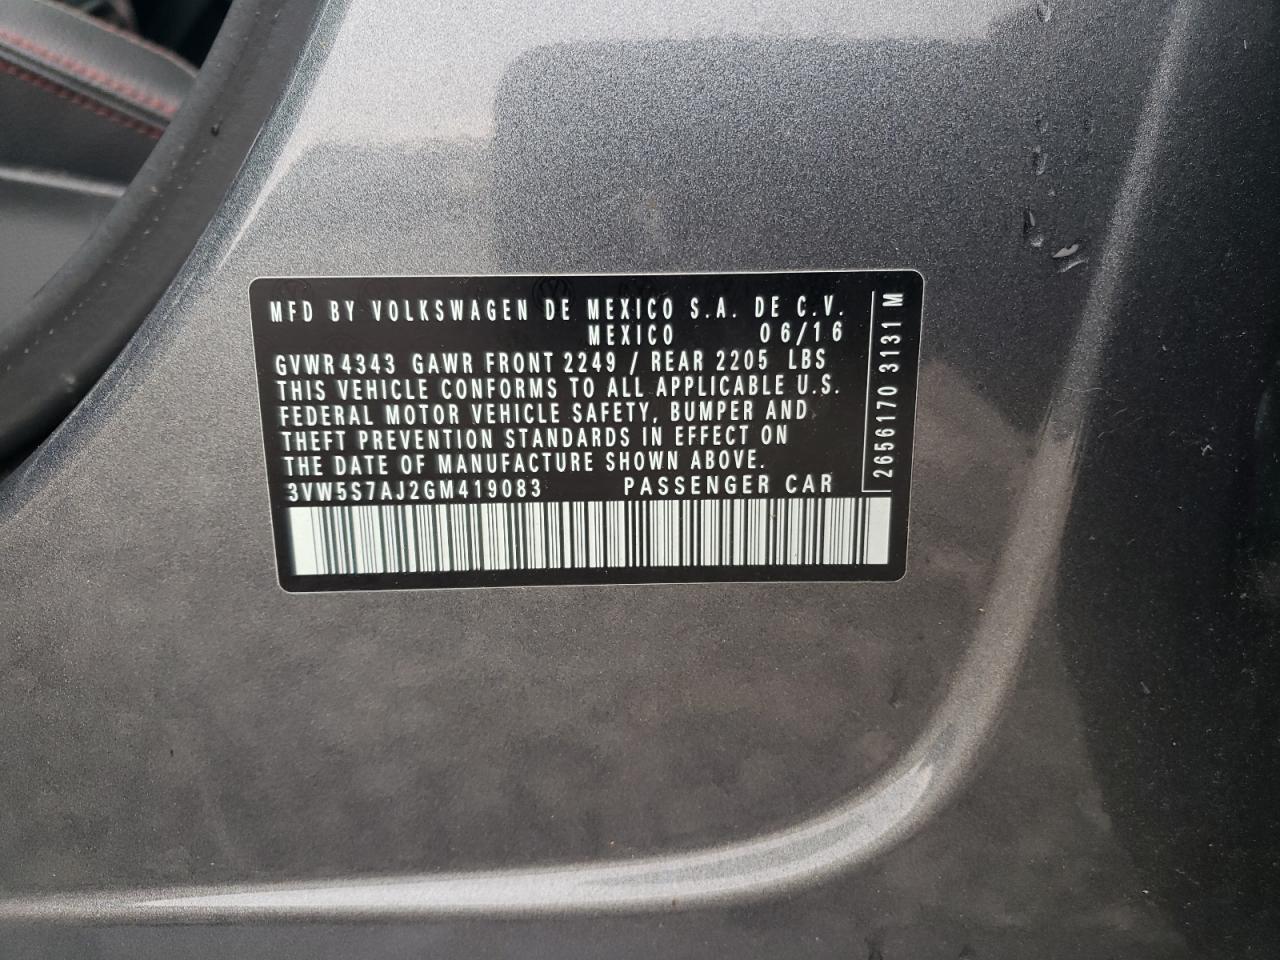 MFD BY VOLKSWAGEN DE MEXICO S.A. DE C.V.
MEXICO 06/16
GVWR 4343 GAWR FRONT 2249 / REAR 2205 LBS
THIS VEHICLE CONFORMS TO ALL APPLICABLE U.S.
FEDERAL MOTOR VEHICLE SAFETY, BUMPER AND
THEFT PREVENTION STANDARDS IN EFFECT ON
THE DATE OF MANUFACTURE SHOWN ABOVE.
3VW5S7AJ2GM419083 PASSENGER CAR
2656170 3131 M